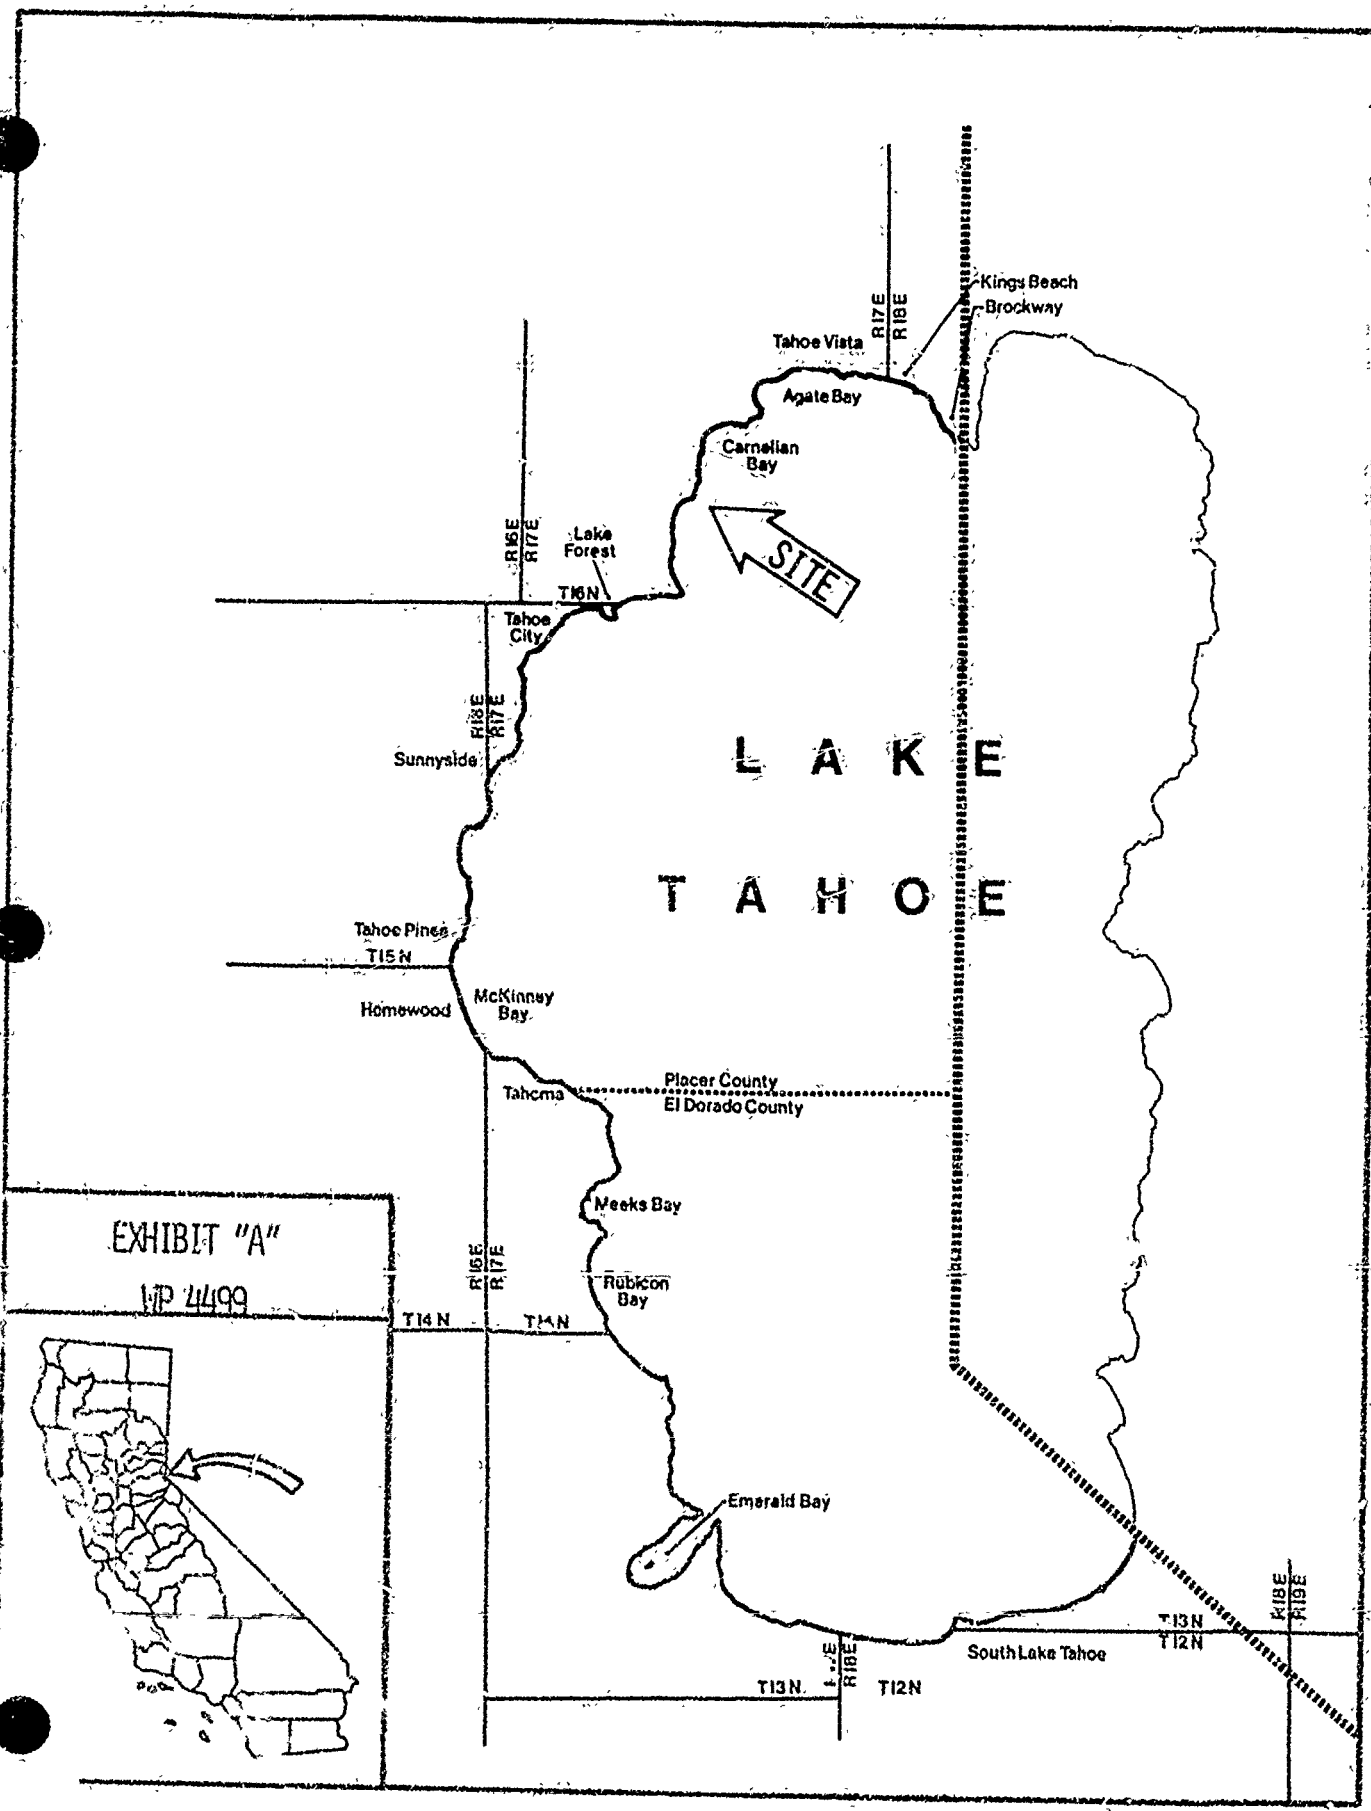 Kings Beach
Brockway
R17E
R18E
Tahoe Vista
Agate Bay
Carnelian
Bay
R16E
R17E
Lake
Forest
SITE
T16N
Tahoe
City
R17E
Sunnyside
LAKE
TAHOE
Tahoe Pines
T15N
Homewood
McKinney
Bay
Placer County
El Dorado County
Tahoma
Meeks Bay
EXHIBIT "A"
WP 4499
R16E
R17E
Rubicon
Bay
T14N
Emerald Bay
R18E
R19E
T13N
T12N
South Lake Tahoe
R18E
T13N
T12N